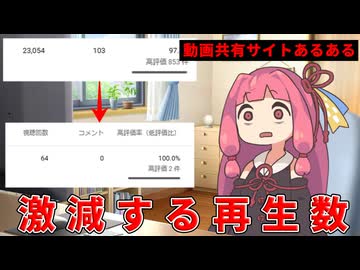 動画共有サイトあるある
23,054 103 97.
高評価 853 件
視聴回数 コメント 高評価率（低評価比）
64 0 100.0%
高評価 2 件
激減する再生数